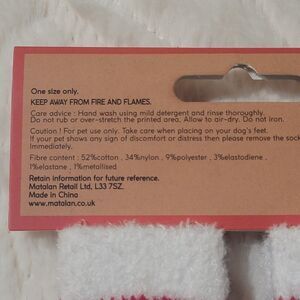 One size only.
KEEP AWAY FROM FIRE AND FLAMES.
Care advice : Hand wash using mild detergent and rinse thoroughly.
Do not rub or over-stretch the printed area, Allow to air-dry. Do not iron.
Caution ! For pet use only. Take care when placing on your dog's feet.
If your pet shows any sign of discomfort or distress then please remove the sock
Immediately.
Fibre content : 52%cotton , 34%nylon , 9%polyester , 3%elastodiene ,
1%elastane , 1%metallised
Retain information for future reference.
Matalan Retail Ltd, L33 7SZ.
Made in China
www.matalan.co.uk